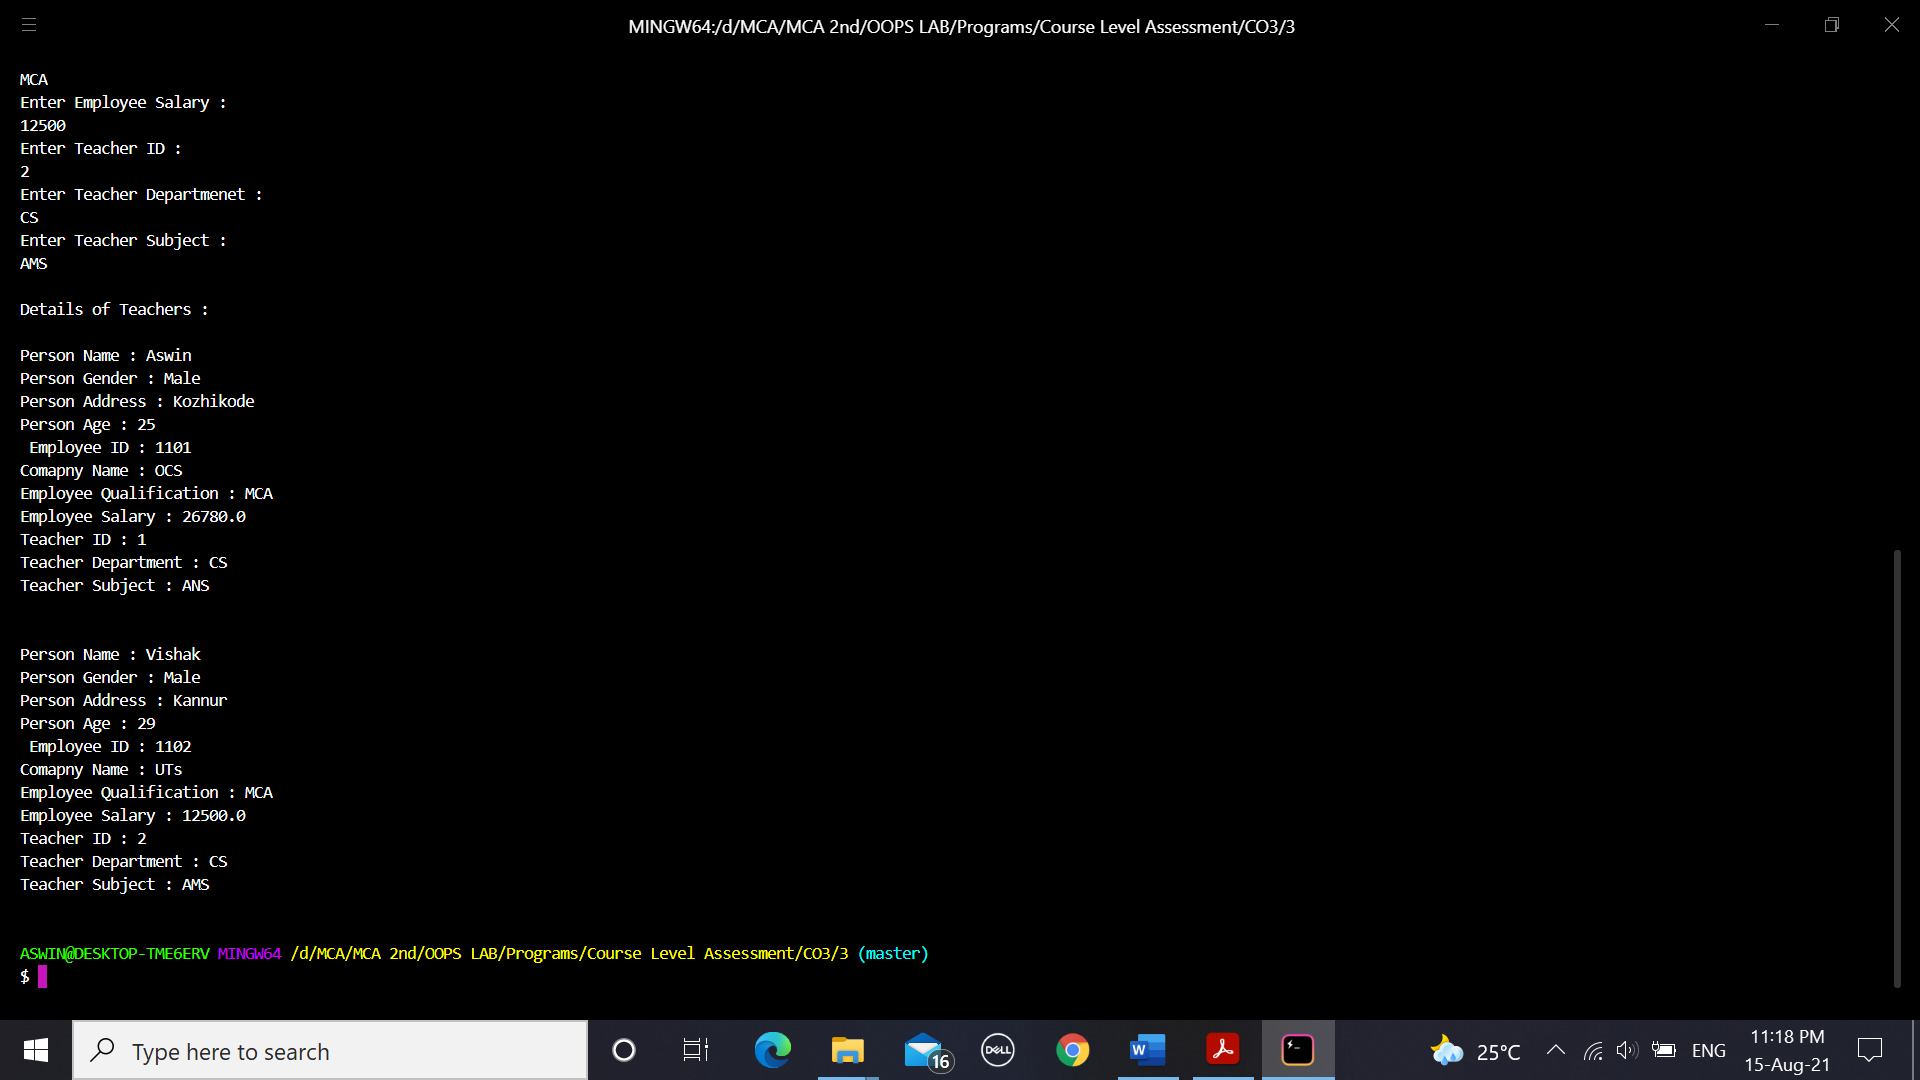 MINGW64:/d/MCA/MCA 2nd/OOPS LAB/Programs/Course Level Assessment/CO3/3
MCA
Enter Employee Salary :
12500
Enter Teacher ID :
2
Enter Teacher Departmenet :
CS
Enter Teacher Subject :
AMS
Details of Teachers :
Person Name : Aswin
Person Gender : Male
Person Address : Kozhikode
Person Age : 25
Employee ID : 1101
Comapny Name : OCS
Employee Qualification : MCA
Employee Salary : 26780.0
Teacher ID : 1
Teacher Department : CS
Teacher Subject : ANS
Person Name : Vishak
Person Gender : Male
Person Address : Kannur
Person Age : 29
Employee ID : 1102
Comapny Name : UTs
Employee Qualification : MCA
Employee Salary : 12500.0
Teacher ID : 2
Teacher Department : CS
Teacher Subject : AMS
ASWIN@DESKTOP-TME6ERV MINGW64 /d/MCA/MCA 2nd/OOPS LAB/Programs/Course Level Assessment/CO3/3 (master)
$
Type here to search
16
DELL
W
25°C
ENG
11:18 PM
15-Aug-21